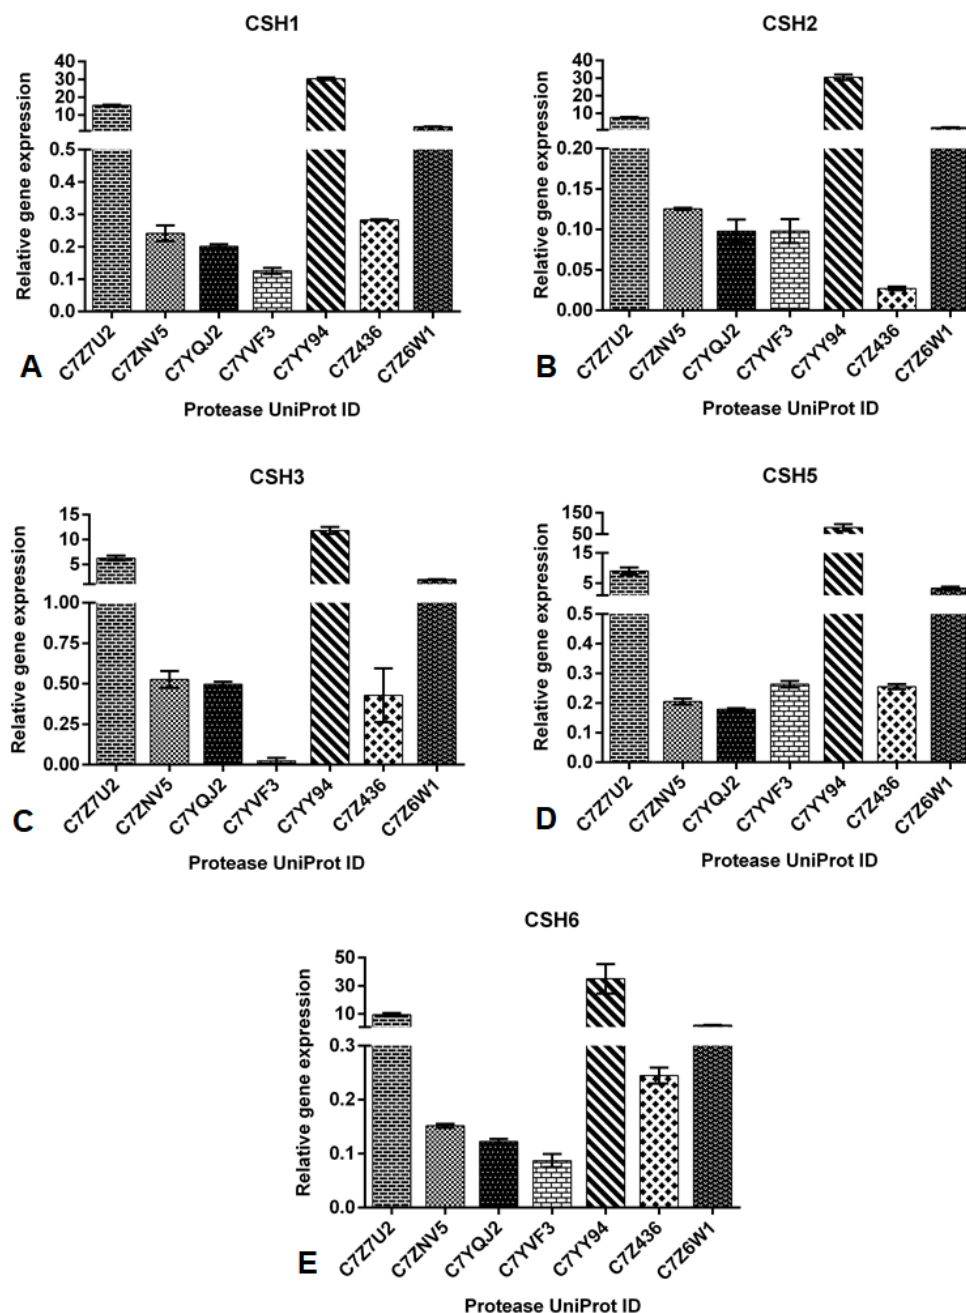 CSH1
Relative gene expression
40
30
20
10
0.5
0.4
0.3
0.2
0.1
0.0
C7Z7U2
C7ZNV5
C7YQJ2
C7YVF3
C7YY94
C7Z436
C7Z6W1
A
Protease UniProt ID
CSH2
Relative gene expression
40
30
20
10
0.20
0.15
0.10
0.05
0.00
C7Z7U2
C7ZNV5
C7YQJ2
C7YVF3
C7YY94
C7Z436
C7Z6W1
B
Protease UniProt ID
CSH3
Relative gene expression
15
10
5
1.00
0.75
0.50
0.25
0.00
C7Z7U2
C7ZNV5
C7YQJ2
C7YVF3
C7YY94
C7Z436
C7Z6W1
C
Protease UniProt ID
CSH5
Relative gene expression
150
50
15
5
0.5
0.4
0.3
0.2
0.1
0.0
C7Z7U2
C7ZNV5
C7YQJ2
C7YVF3
C7YY94
C7Z436
C7Z6W1
D
Protease UniProt ID
CSH6
Relative gene expression
50
30
10
0.3
0.2
0.1
0.0
C7Z7U2
C7ZNV5
C7YQJ2
C7YVF3
C7YY94
C7Z436
C7Z6W1
E
Protease UniProt ID